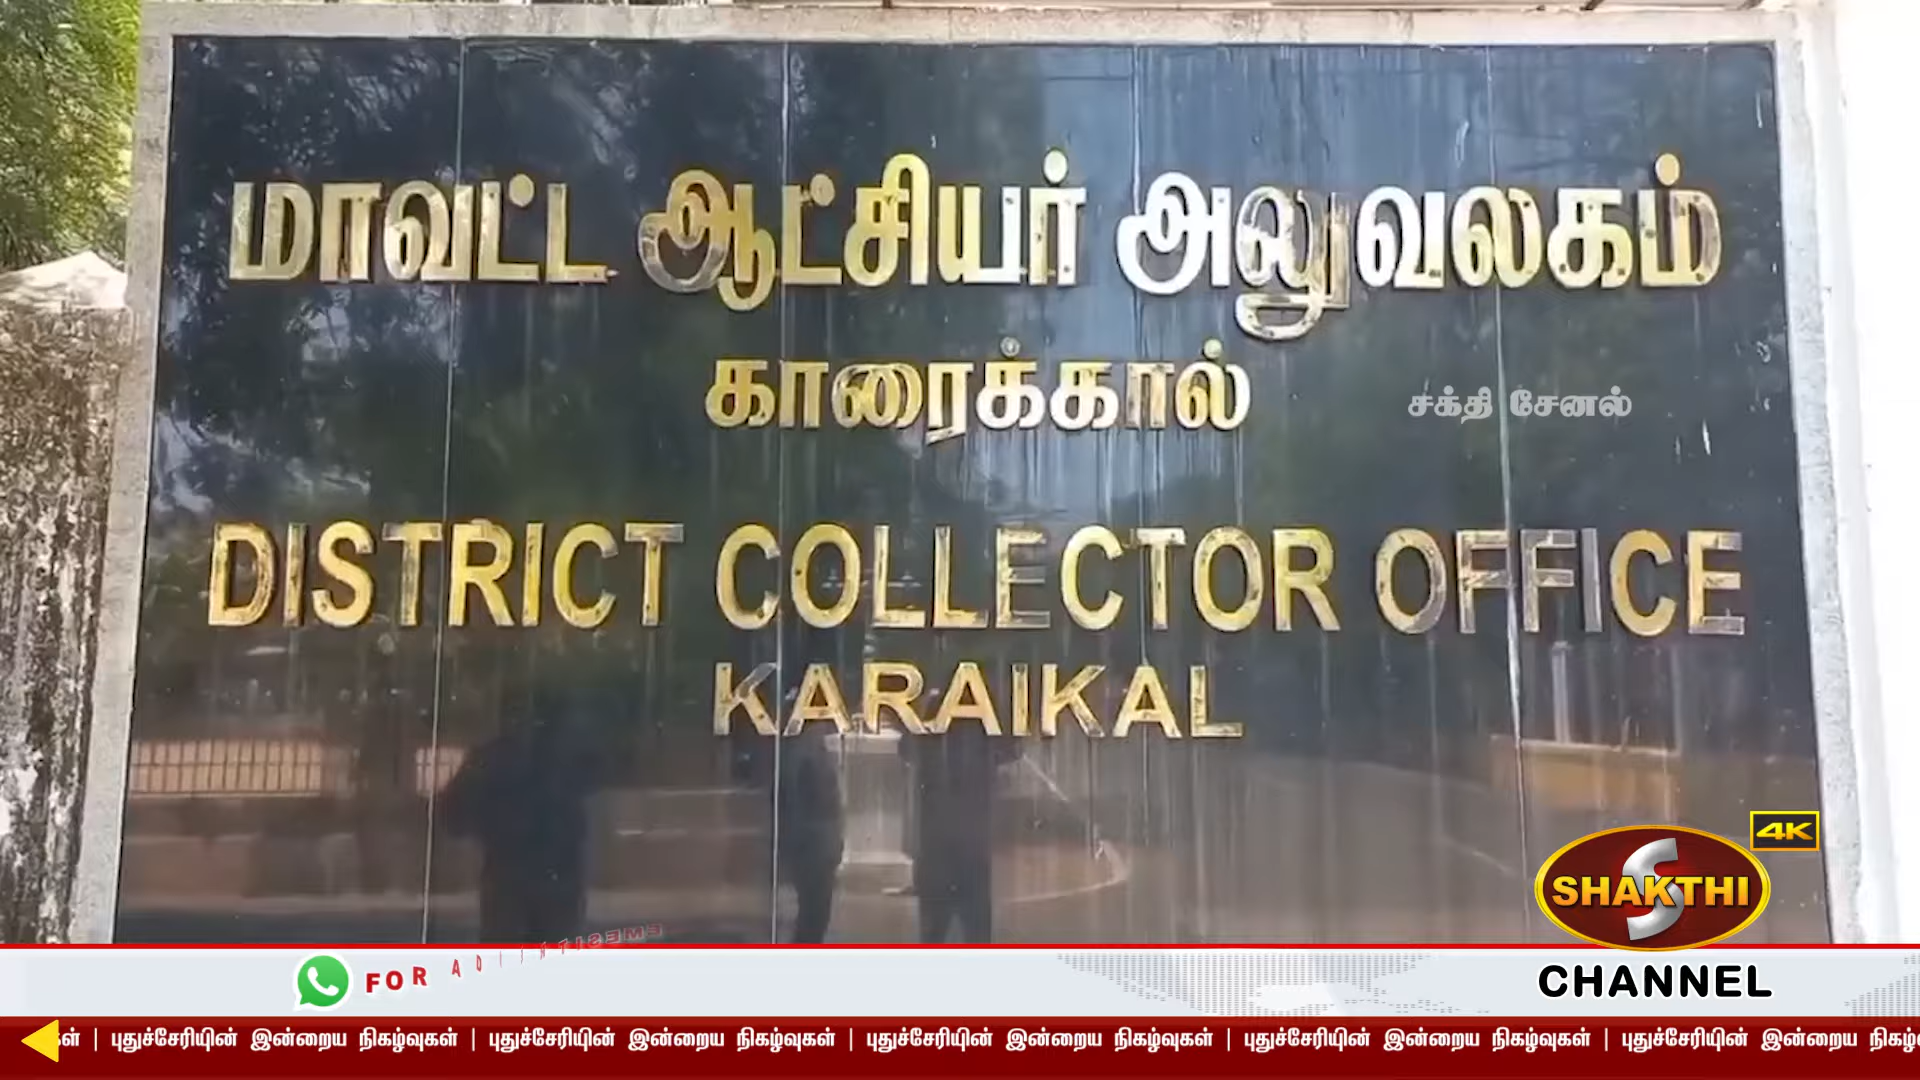 மாவட்ட ஆட்சியர் அலுவலகம்
காரைக்கால்
சக்தி சேனல்
DISTRICT COLLECTOR OFFICE
KARAIKAL
4K
SHAKTHI
CHANNEL
FOR
கள் | புதுச்சேரியின் இன்றைய நிகழ்வுகள் | புதுச்சேரியின் இன்றைய நிகழ்வுகள் | புதுச்சேரியின் இன்றைய நிகழ்வுகள் | புதுச்சேரியின் இன்றைய நிகழ்வுகள் | புதுச்சேரியின் இன்றைய நிகழ்